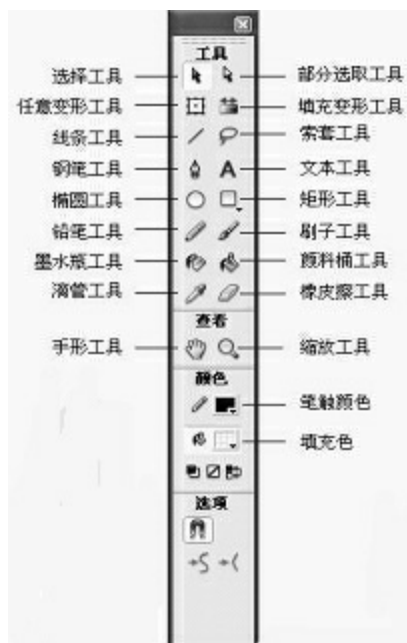 工具
选择工具 部分选取工具
任意变形工具 填充变形工具
线条工具 索套工具
钢笔工具 文本工具
椭圆工具 矩形工具
铅笔工具 刷子工具
墨水瓶工具 颜料桶工具
滴管工具 橡皮擦工具
查看
手形工具 缩放工具
颜色
笔触颜色
填充色
选项